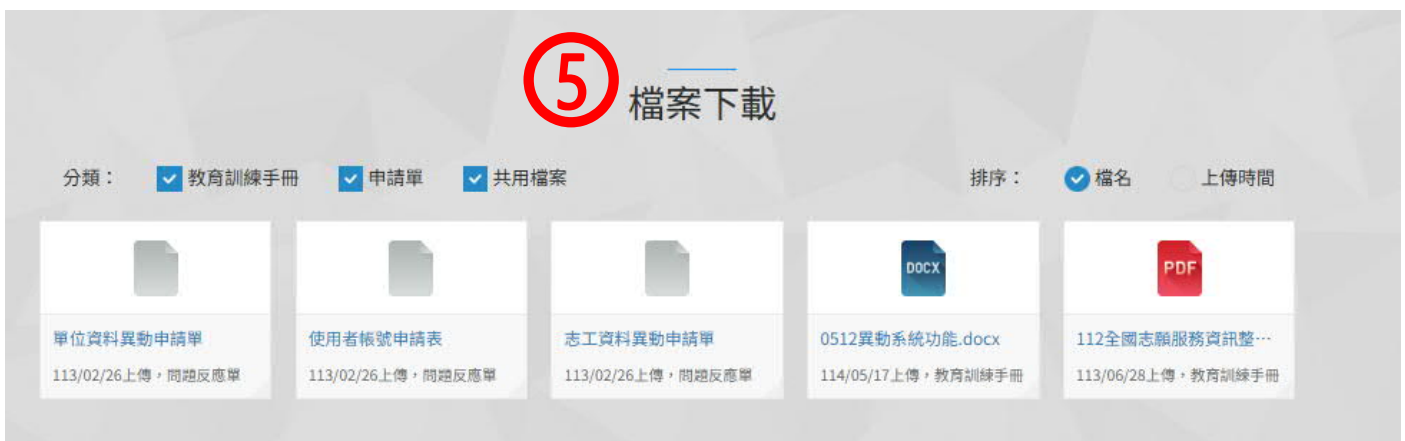 ⑤ 檔案下載
分類： 教育訓練手冊 申請單 共用檔案 排序： 檔名 上傳時間
DOCX PDF
單位資料異動申請單 使用者帳號申請表 志工資料異動申請單 0512異動系統功能.docx 112全國志願服務資訊整…
113/02/26上傳，問題反應單 113/02/26上傳，問題反應單 113/02/26上傳，問題反應單 114/05/17上傳，教育訓練手冊 113/06/28上傳，教育訓練手冊